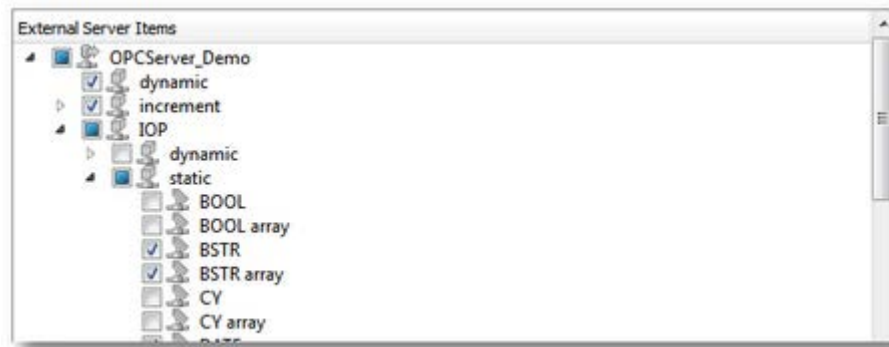 External Server Items
OPCServer_Demo
dynamic
increment
IOP
dynamic
static
BOOL
BOOL array
BSTR
BSTR array
CY
CY array